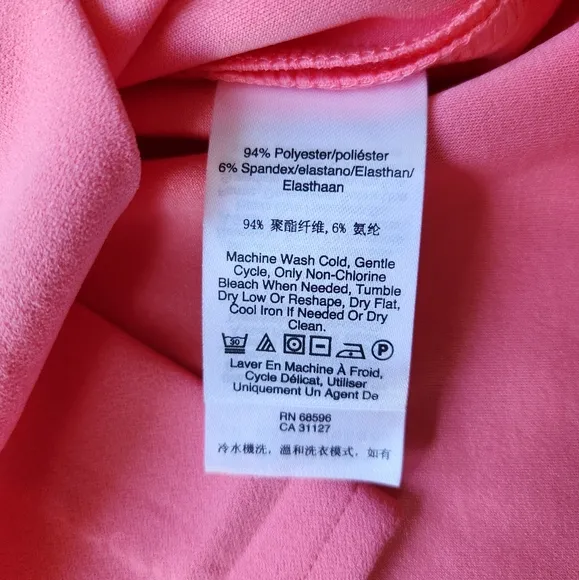 94% Polyester/poliéster
6% Spandex/elastano/Elasthan/
Elasthaan
94% 聚酯纤维,6% 氨纶
Machine Wash Cold, Gentle
Cycle, Only Non-Chlorine
Bleach When Needed, Tumble
Dry Low Or Reshape, Dry Flat,
Cool Iron If Needed Or Dry
Clean.
30 P
Laver En Machine À Froid,
Cycle Délicat, Utiliser
Uniquement Un Agent De
RN 68596
CA 31127
冷水機洗，溫和洗衣模式，如有